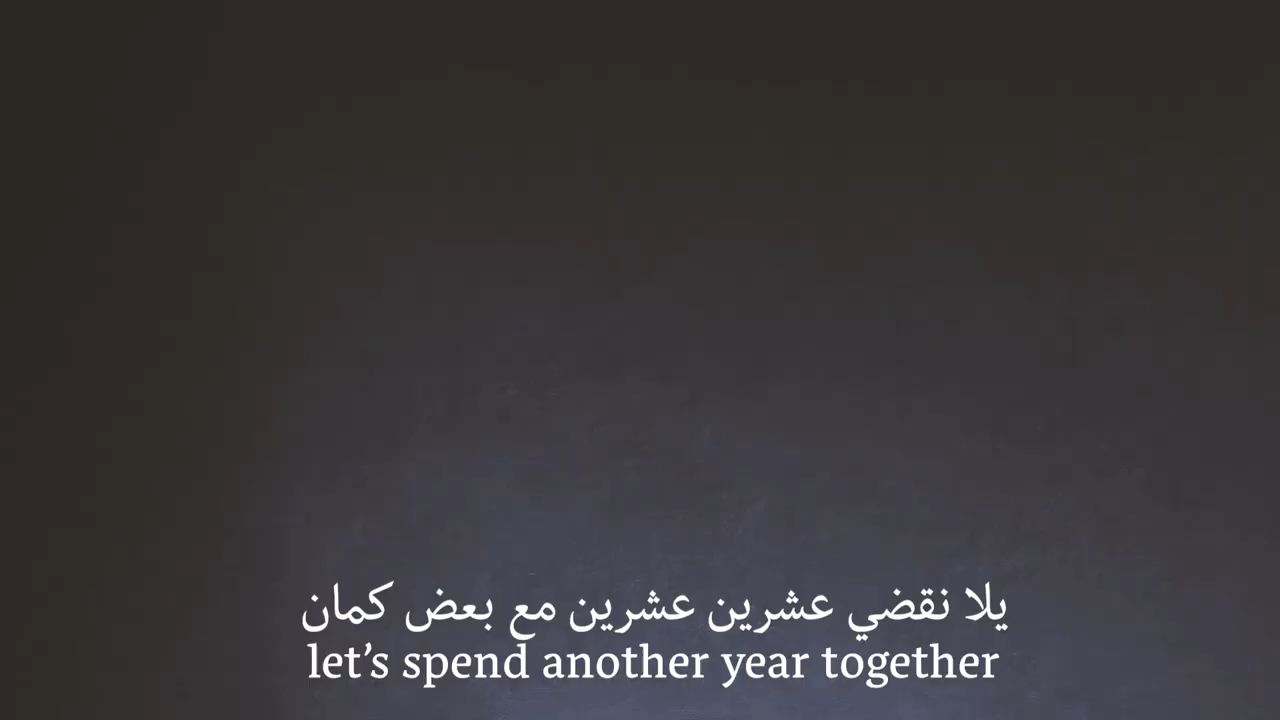 يلا نقضي عشرين عشرين مع بعض كمان
let’s spend another year together